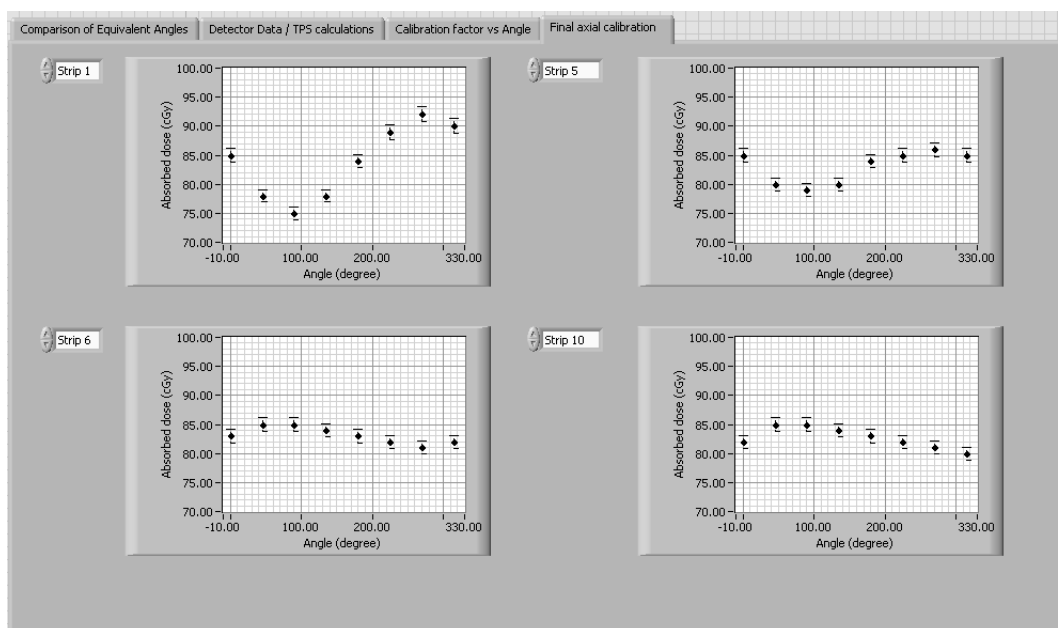 Comparison of Equivalent Angles
Detector Data / TPS calculations
Calibration factor vs Angle
Final axial calibration
Strip 1
100.00
95.00
90.00
85.00
80.00
75.00
70.00
Absorbed dose (cGy)
-10.00
100.00
200.00
330.00
Angle (degree)
Strip 5
100.00
95.00
90.00
85.00
80.00
75.00
70.00
Absorbed dose (cGy)
-10.00
100.00
200.00
330.00
Angle (degree)
Strip 6
100.00
95.00
90.00
85.00
80.00
75.00
70.00
Absorbed dose (cGy)
-10.00
100.00
200.00
330.00
Angle (degree)
Strip 10
100.00
95.00
90.00
85.00
80.00
75.00
70.00
Absorbed dose (cGy)
-10.00
100.00
200.00
330.00
Angle (degree)